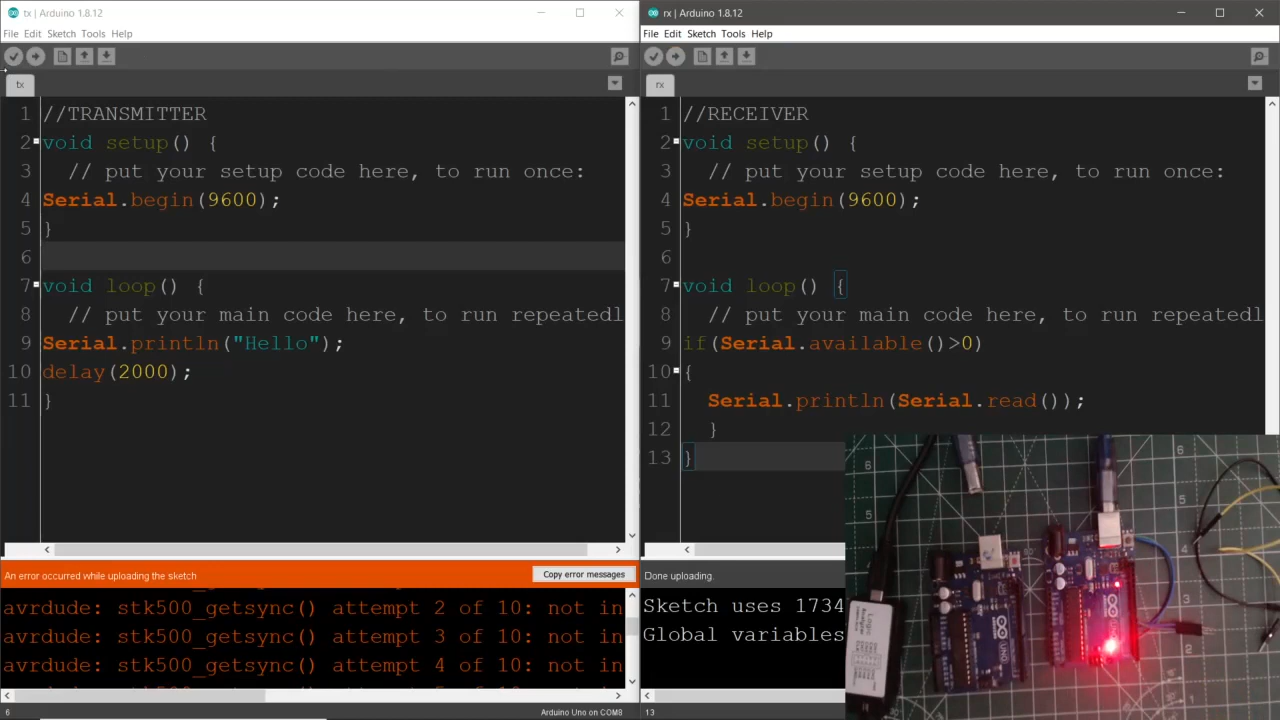 tx | Arduino 1.8.12
File Edit Sketch Tools Help
tx
1 //TRANSMITTER
2 void setup() {
3 // put your setup code here, to run once:
4 Serial.begin(9600);
5 }
6
7 void loop() {
8 // put your main code here, to run repeatedl
9 Serial.println("Hello");
10 delay(2000);
11 }
An error occurred while uploading the sketch
Copy error messages
avrdude: stk500_getsync() attempt 2 of 10: not in
avrdude: stk500_getsync() attempt 3 of 10: not in
avrdude: stk500_getsync() attempt 4 of 10: not in
6
Arduino Uno on COM8
rx | Arduino 1.8.12
File Edit Sketch Tools Help
rx
1 //RECEIVER
2 void setup() {
3 // put your setup code here, to run once:
4 Serial.begin(9600);
5 }
6
7 void loop() {
8 // put your main code here, to run repeatedl
9 if(Serial.available()>0)
10 {
11 Serial.println(Serial.read());
12 }
13 }
Done uploading.
Sketch uses 1734
Global variables
13
UNO
UNO